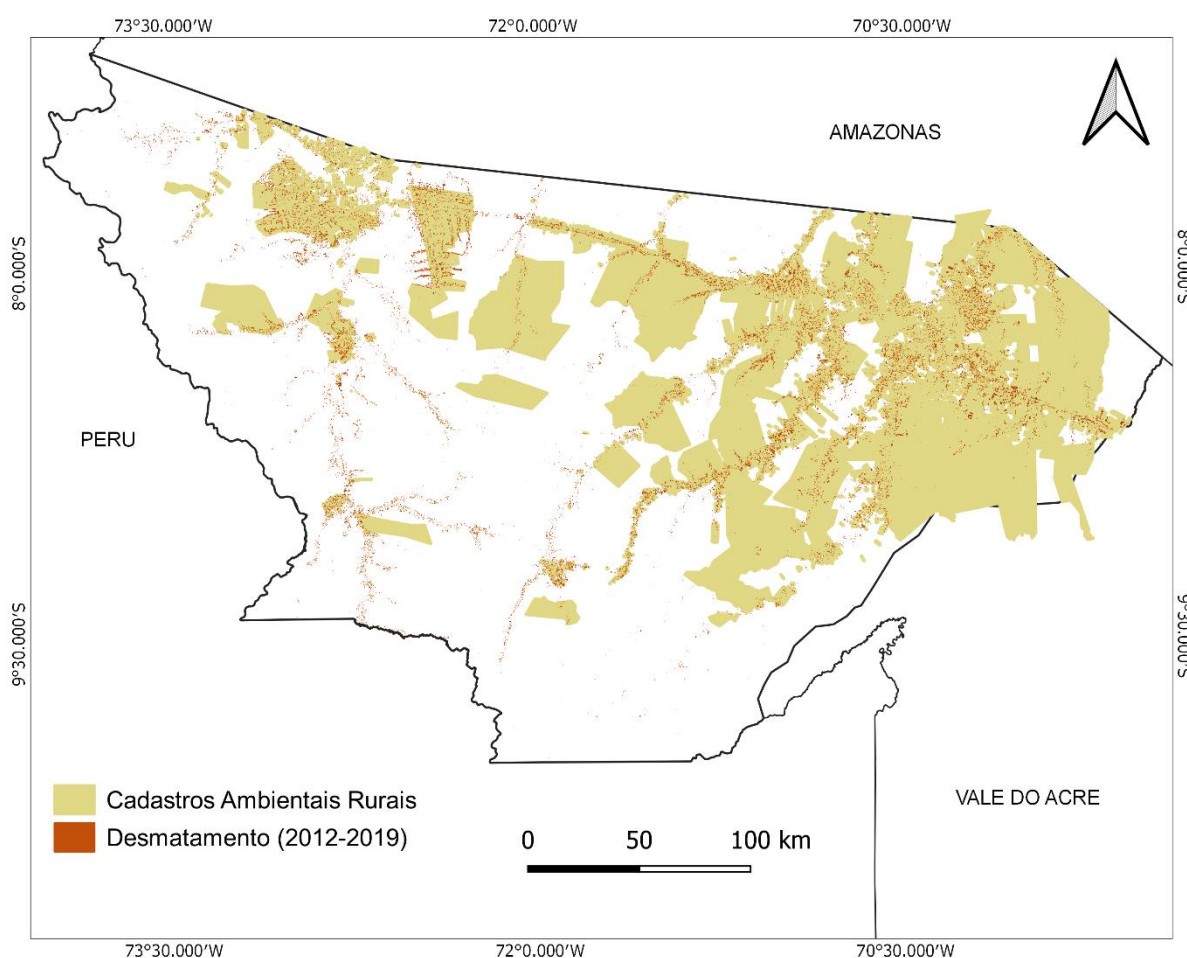 73°30.000′W 72°0.000′W 70°30.000′W
AMAZONAS
8°0.000′S 8°0.000′S
PERU
9°30.000′S 9°30.000′S
Cadastros Ambientais Rurais
VALE DO ACRE
Desmatamento (2012-2019)
0 50 100 km
73°30.000′W 72°0.000′W 70°30.000′W